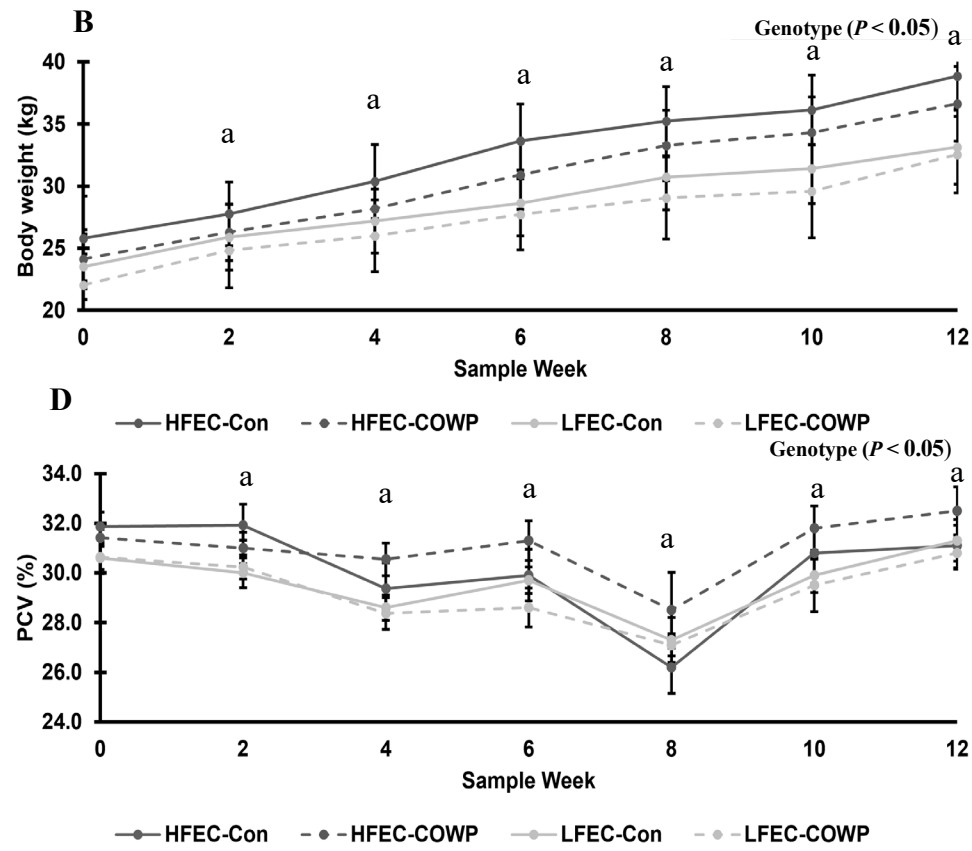 B
Genotype (P < 0.05)
a a a a a a
Body weight (kg)
40
35
30
25
20
0 2 4 6 8 10 12
Sample Week
D
HFEC-Con HFEC-COWP LFEC-Con LFEC-COWP
Genotype (P < 0.05)
a a a a a a
PCV (%)
34.0
32.0
30.0
28.0
26.0
24.0
0 2 4 6 8 10 12
Sample Week
HFEC-Con HFEC-COWP LFEC-Con LFEC-COWP